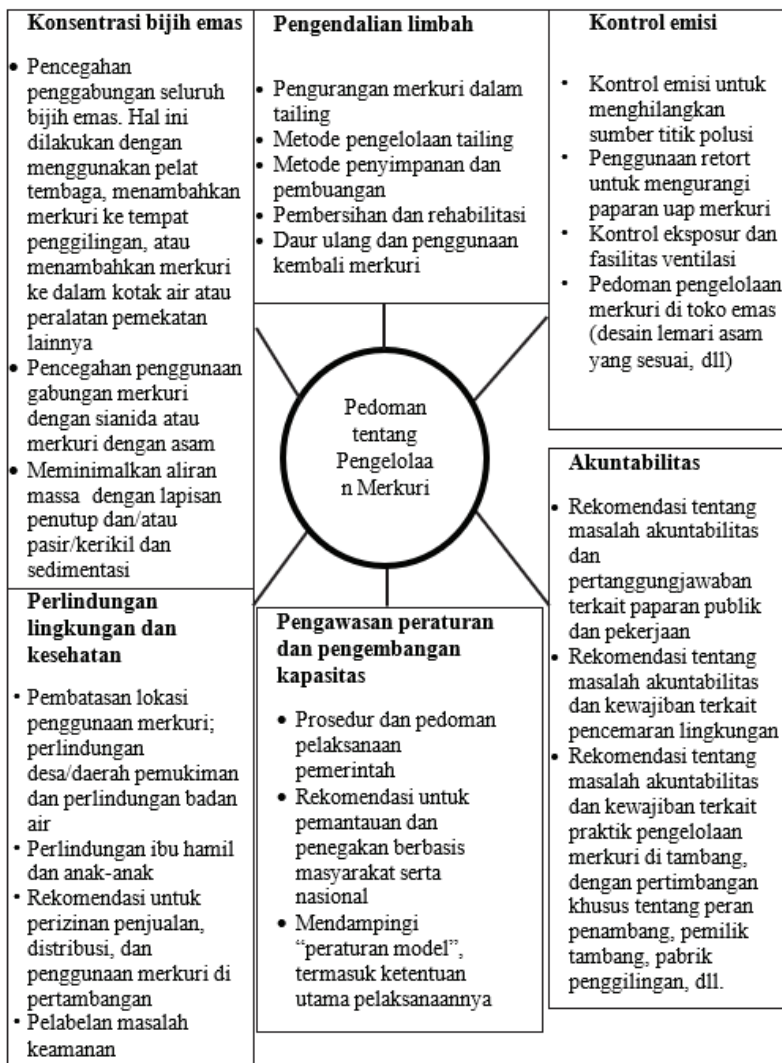 Konsentrasi bijih emas
• Pencegahan
penggabungan seluruh
bijih emas. Hal ini
dilakukan dengan
menggunakan pelat
tembaga, menambahkan
merkuri ke tempat
penggilingan, atau
menambahkan merkuri
ke dalam kotak air atau
peralatan pemekatan
lainnya
• Pencegahan penggunaan
gabungan merkuri
dengan sianida atau
merkuri dengan asam
• Meminimalkan aliran
massa dengan lapisan
penutup dan/atau
pasir/kerikil dan
sedimentasi
Pengendalian limbah
• Pengurangan merkuri dalam
tailing
• Metode pengelolaan tailing
• Metode penyimpanan dan
pembuangan
• Pembersihan dan rehabilitasi
• Daur ulang dan penggunaan
kembali merkuri
Kontrol emisi
• Kontrol emisi untuk
menghilangkan
sumber titik polusi
• Penggunaan retort
untuk mengurangi
paparan uap merkuri
• Kontrol eksposur dan
fasilitas ventilasi
• Pedoman pengelolaan
merkuri di toko emas
(desain lemari asam
yang sesuai, dll)
Pedoman
tentang
Pengelolaa
n Merkuri
Perlindungan
lingkungan dan
kesehatan
• Pembatasan lokasi
penggunaan merkuri;
perlindungan
desa/daerah pemukiman
dan perlindungan badan
air
• Perlindungan ibu hamil
dan anak-anak
• Rekomendasi untuk
perizinan penjualan,
distribusi, dan
penggunaan merkuri di
pertambangan
• Pelabelan masalah
keamanan
Pengawasan peraturan
dan pengembangan
kapasitas
• Prosedur dan pedoman
pelaksanaan
pemerintah
• Rekomendasi untuk
pemantauan dan
penegakan berbasis
masyarakat serta
nasional
• Mendampingi
“peraturan model”,
termasuk ketentuan
utama pelaksanaannya
Akuntabilitas
• Rekomendasi tentang
masalah akuntabilitas
dan
pertanggungjawaban
terkait paparan publik
dan pekerjaan
• Rekomendasi tentang
masalah akuntabilitas
dan kewajiban terkait
pencemaran lingkungan
• Rekomendasi tentang
masalah akuntabilitas
dan kewajiban terkait
praktik pengelolaan
merkuri di tambang,
dengan pertimbangan
khusus tentang peran
penambang, pemilik
tambang, pabrik
penggilingan, dll.